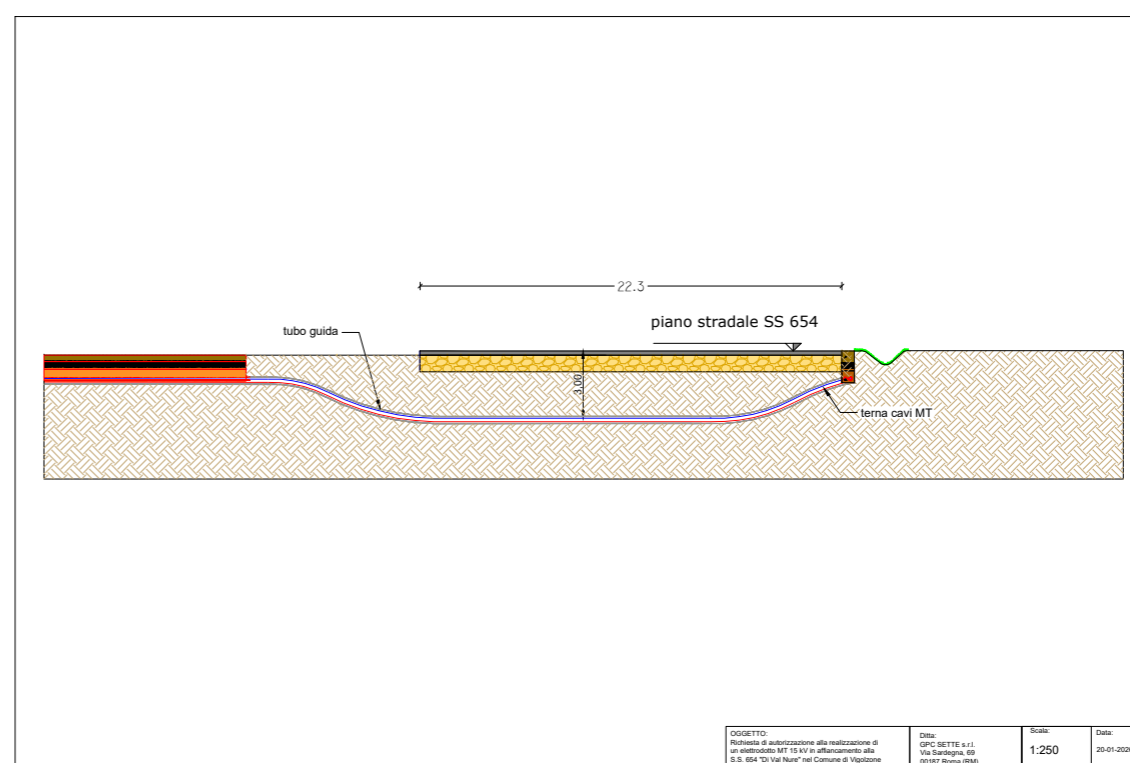 22.3
piano stradale SS 654
tubo guida
3.00
terna cavi MT
OGGETTO:
Richiesta di autorizzazione alla realizzazione di
un elettrodotto MT 15 kV in affiancamento alla
S.S. 654 "Di Val Nure" nel Comune di Vigolzone
Ditta:
GPC SETTE s.r.l.
Via Sardegna, 69
00187 Roma (RM)
Scala:
1:250
Data:
20-01-2020